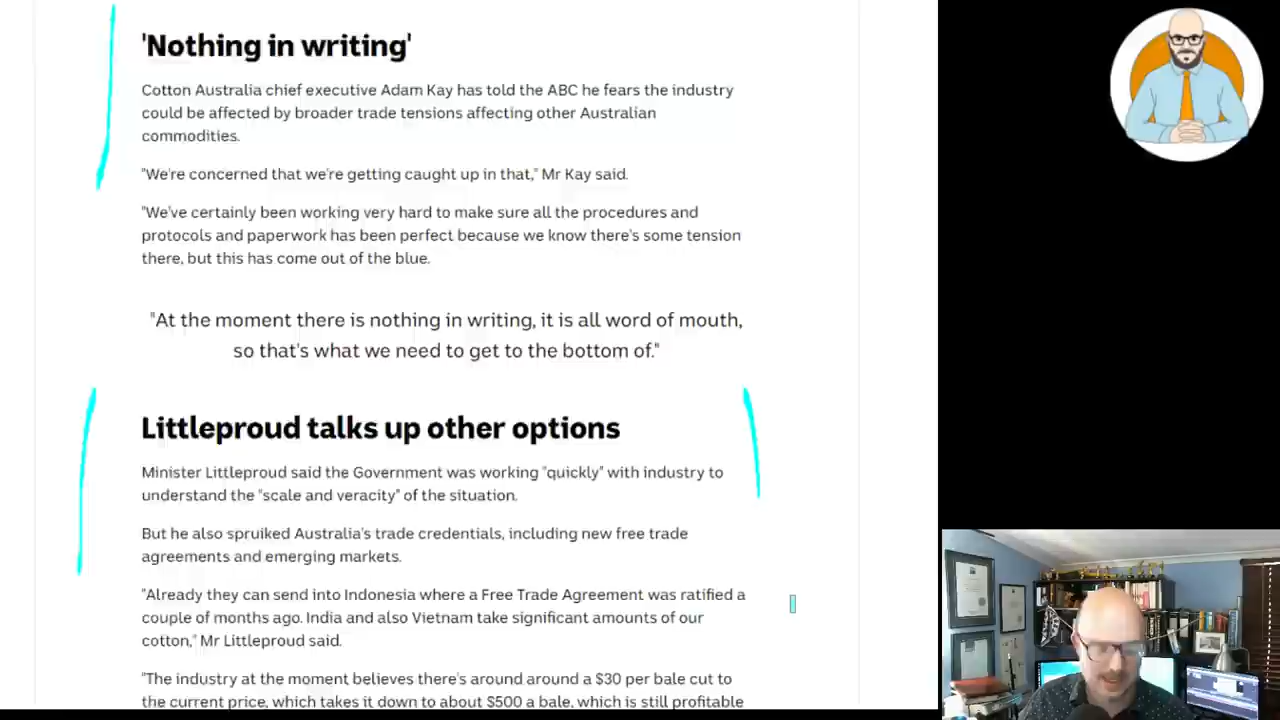 'Nothing in writing'
Cotton Australia chief executive Adam Kay has told the ABC he fears the industry
could be affected by broader trade tensions affecting other Australian
commodities.
"We're concerned that we're getting caught up in that," Mr Kay said.
"We've certainly been working very hard to make sure all the procedures and
protocols and paperwork has been perfect because we know there's some tension
there, but this has come out of the blue.
"At the moment there is nothing in writing, it is all word of mouth,
so that's what we need to get to the bottom of."
Littleproud talks up other options
Minister Littleproud said the Government was working "quickly" with industry to
understand the "scale and veracity" of the situation.
But he also spruiked Australia's trade credentials, including new free trade
agreements and emerging markets.
"Already they can send into Indonesia where a Free Trade Agreement was ratified a
couple of months ago. India and also Vietnam take significant amounts of our
cotton," Mr Littleproud said.
"The industry at the moment believes there's around around a $30 per bale cut to
the current price, which takes it down to about $500 a bale, which is still profitable